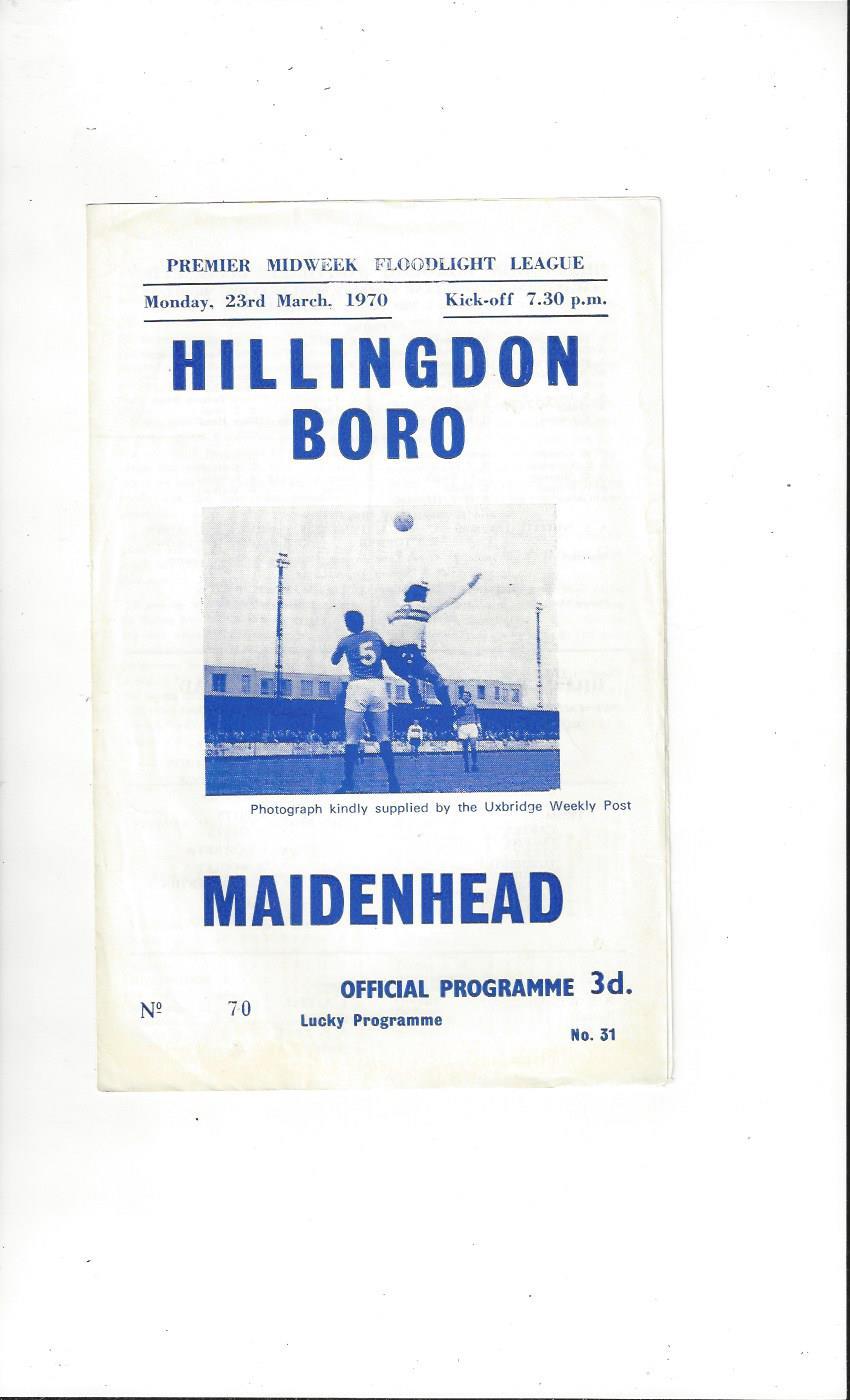 PREMIER MIDWEEK FLOODLIGHT LEAGUE
Monday, 23rd March, 1970 Kick-off 7.30 p.m.
HILLINGDON
BORO
5
Photograph kindly supplied by the Uxbridge Weekly Post
MAIDENHEAD
OFFICIAL PROGRAMME 3d.
Nº 70
Lucky Programme
No. 31